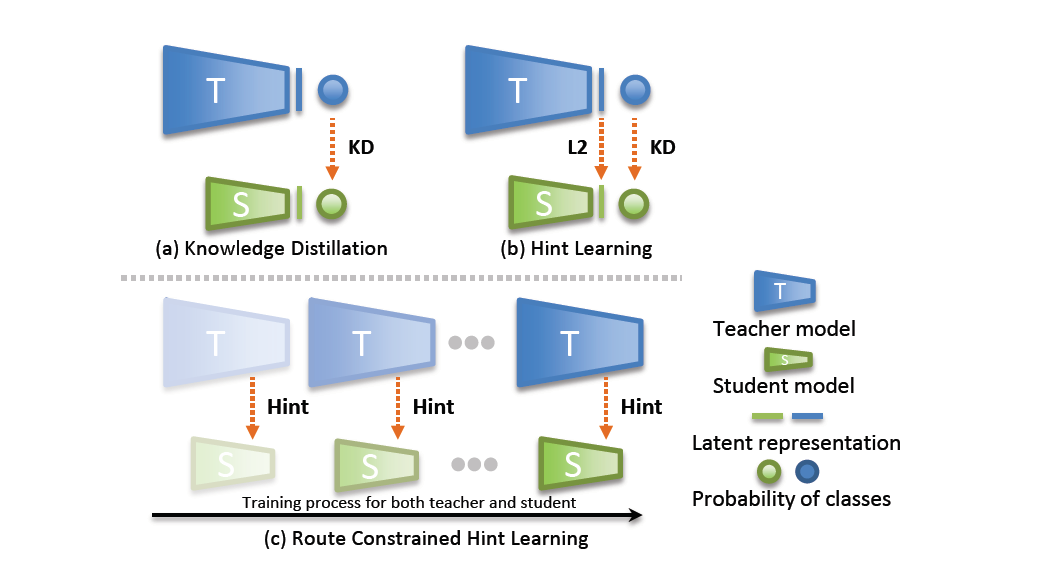 T
T
KD
L2
KD
S
S
(a) Knowledge Distillation
(b) Hint Learning
T
T
T
T
Teacher model
S
Student model
Hint
Hint
Hint
Latent representation
S
S
S
Probability of classes
Training process for both teacher and student
(c) Route Constrained Hint Learning